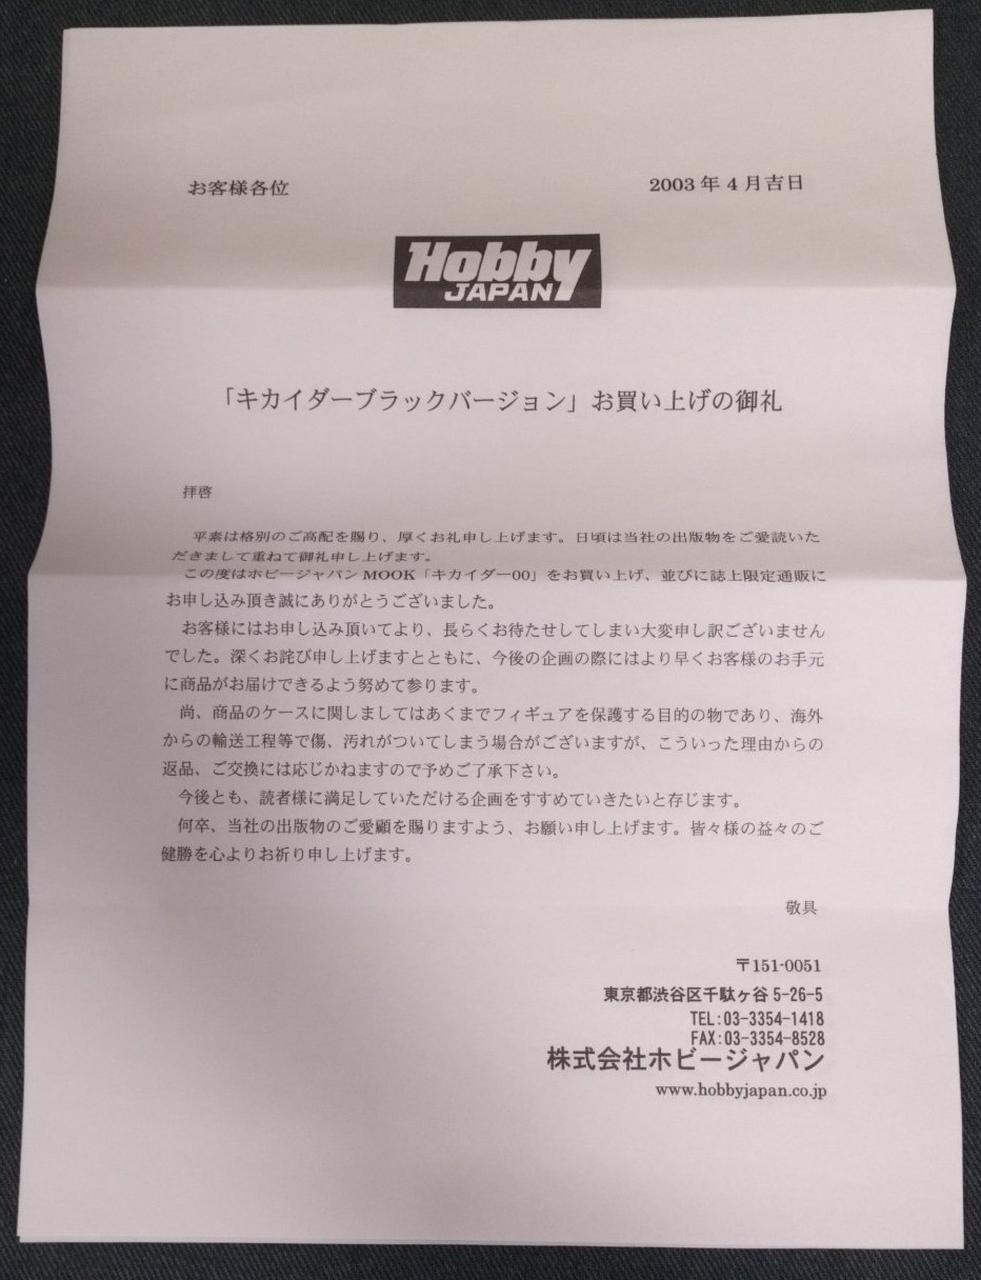 お客様各位
2003年4月吉日
Hobby
JAPAN
「キカイダーブラックバージョン」お買い上げの御礼
拝啓
平素は格別のご高配を賜り、厚くお礼申し上げます。日頃は当社の出版物をご愛読いた
だきまして重ねて御礼申し上げます。
この度はホビージャパン MOOK「キカイダー00」をお買い上げ、並びに誌上限定通販に
お申し込み頂き誠にありがとうございました。
お客様にはお申し込み頂いてより、長らくお待たせしてしまい大変申し訳ございません
でした。深くお詫び申し上げますとともに、今後の企画の際にはより早くお客様のお手元
に商品がお届けできるよう努めて参ります。
尚、商品のケースに関しましてはあくまでフィギュアを保護する目的の物であり、海外
からの輸送工程等で傷、汚れがついてしまう場合がございますが、こういった理由からの
返品、ご交換には応じかねますので予めご了承下さい。
今後とも、読者様に満足していただける企画をすすめていきたいと存じます。
何卒、当社の出版物のご愛顧を賜りますよう、お願い申し上げます。皆々様の益々のご
健勝を心よりお祈り申し上げます。
敬具
〒151-0051
東京都渋谷区千駄ヶ谷 5-26-5
TEL:03-3354-1418
FAX:03-3354-8528
株式会社ホビージャパン
www.hobbyjapan.co.jp